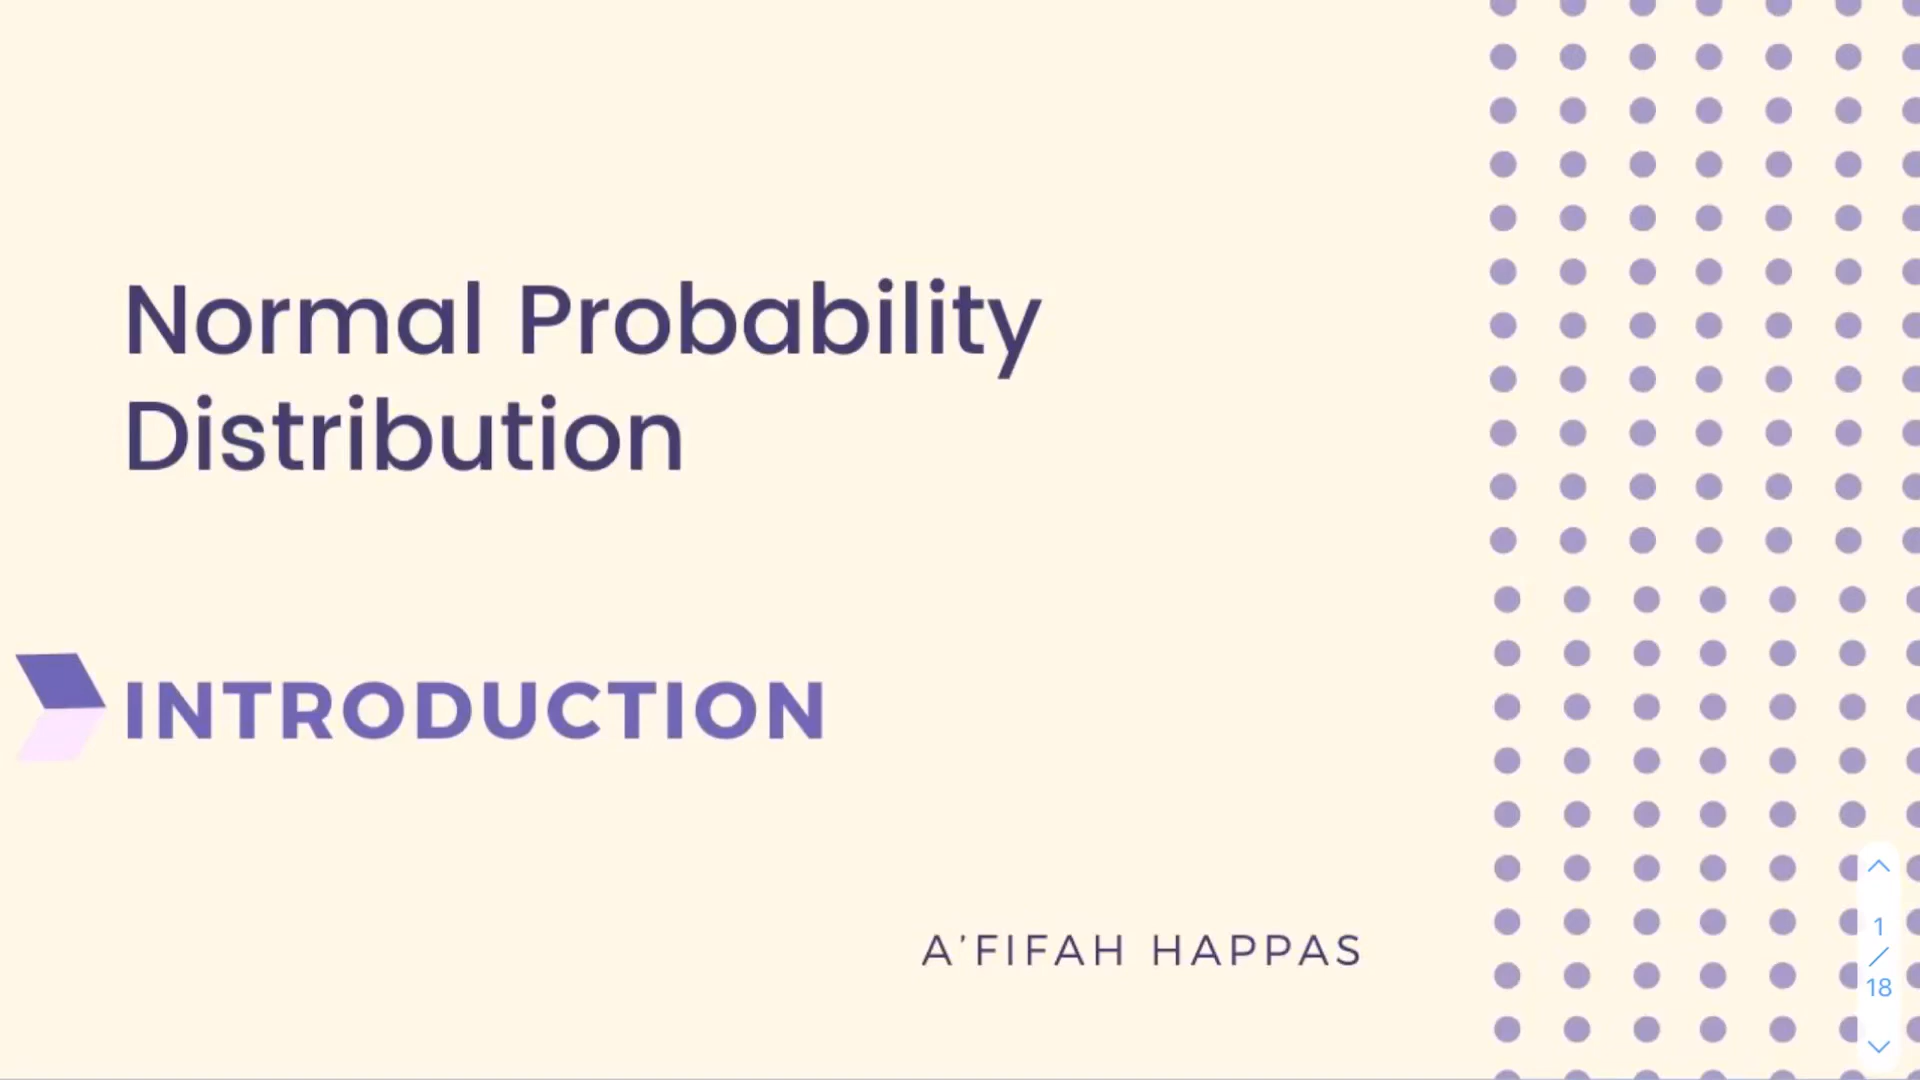 Normal Probability
Distribution
INTRODUCTION
A'FIFAH HAPPAS
1
/
18